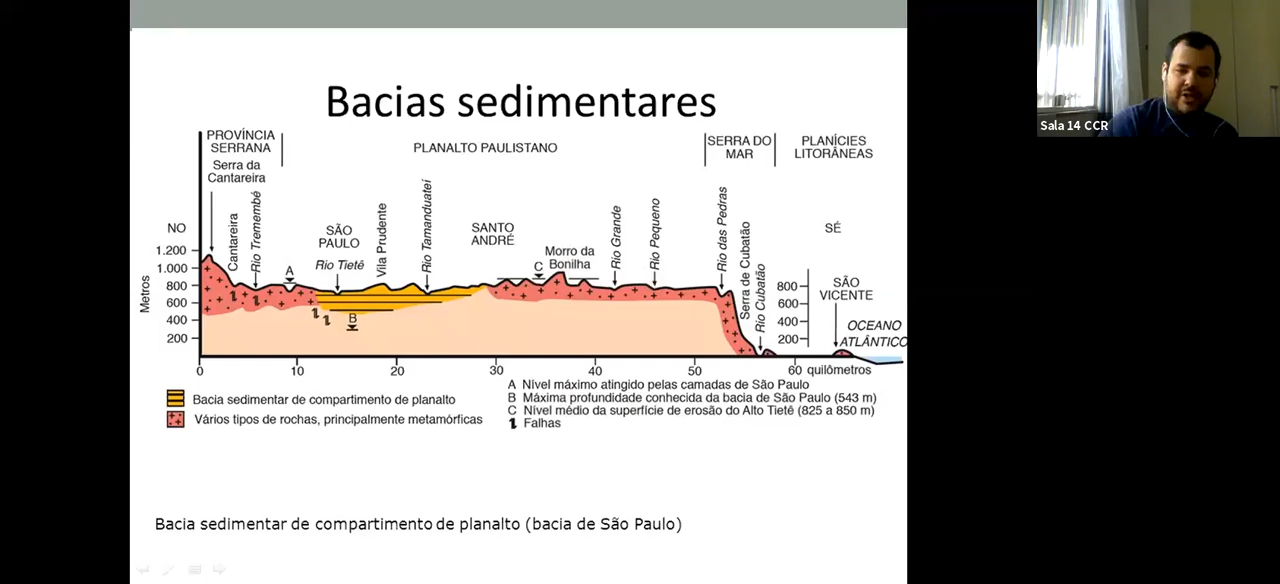 Bacias sedimentares
PROVÍNCIA
SERRANA
PLANALTO PAULISTANO
SERRA DO
MAR
PLANÍCIES
LITORÂNEAS
Serra da
Cantareira
NO
Cantareira
Rio Tremembé
A
SÃO
PAULO
Rio Tietê
Vila Prudente
Rio Tamanduateí
SANTO
ANDRÉ
C
Morro da
Bonilha
Rio Grande
Rio Pequeno
Rio das Pedras
Serra de Cubatão
Rio Cubatão
SÉ
SÃO
VICENTE
OCEANO
ATLÂNTICO
B
Metros
1.200
1.000
800
600
400
200
800
600
400
200
0 10 20 30 40 50 60 quilômetros
Bacia sedimentar de compartimento de planalto
Vários tipos de rochas, principalmente metamórficas
A Nível máximo atingido pelas camadas de São Paulo
B Máxima profundidade conhecida da bacia de São Paulo (543 m)
C Nível médio da superfície de erosão do Alto Tietê (825 a 850 m)
Falhas
Bacia sedimentar de compartimento de planalto (bacia de São Paulo)
Sala 14 CCR